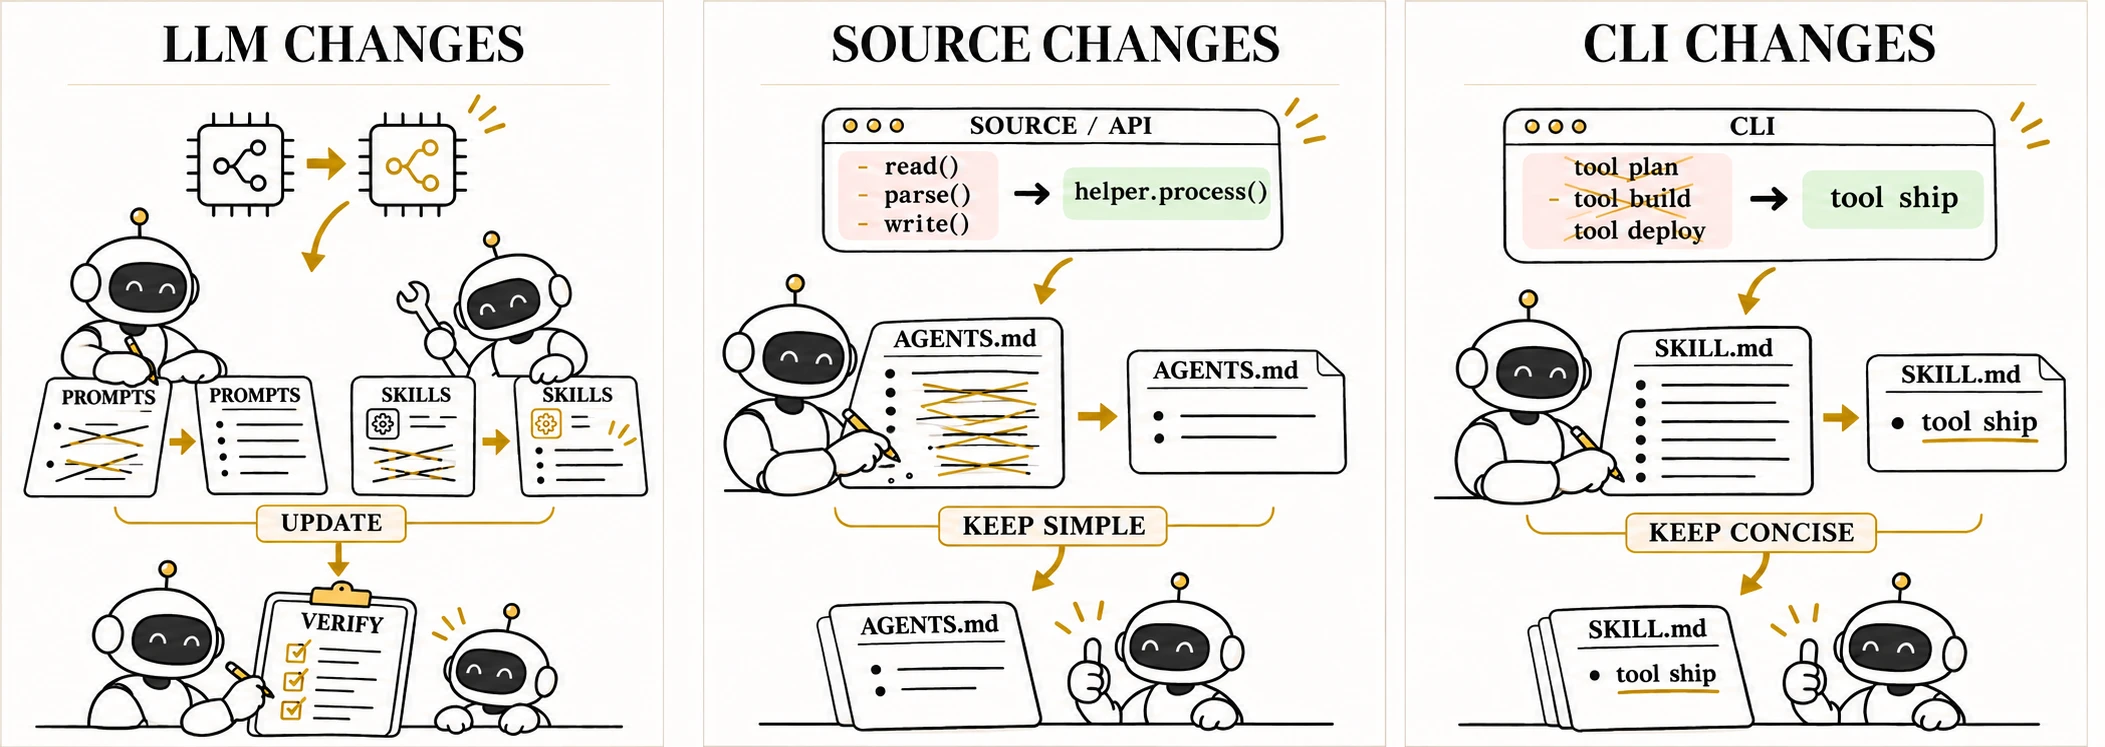 LLM CHANGES
PROMPTS
PROMPTS
SKILLS
SKILLS
UPDATE
VERIFY
SOURCE CHANGES
SOURCE / API
- read()
- parse()
- write()
helper.process()
AGENTS.md
AGENTS.md
KEEP SIMPLE
AGENTS.md
CLI CHANGES
CLI
tool plan
- tool build
tool deploy
tool ship
SKILL.md
SKILL.md
• tool ship
KEEP CONCISE
SKILL.md
• tool ship